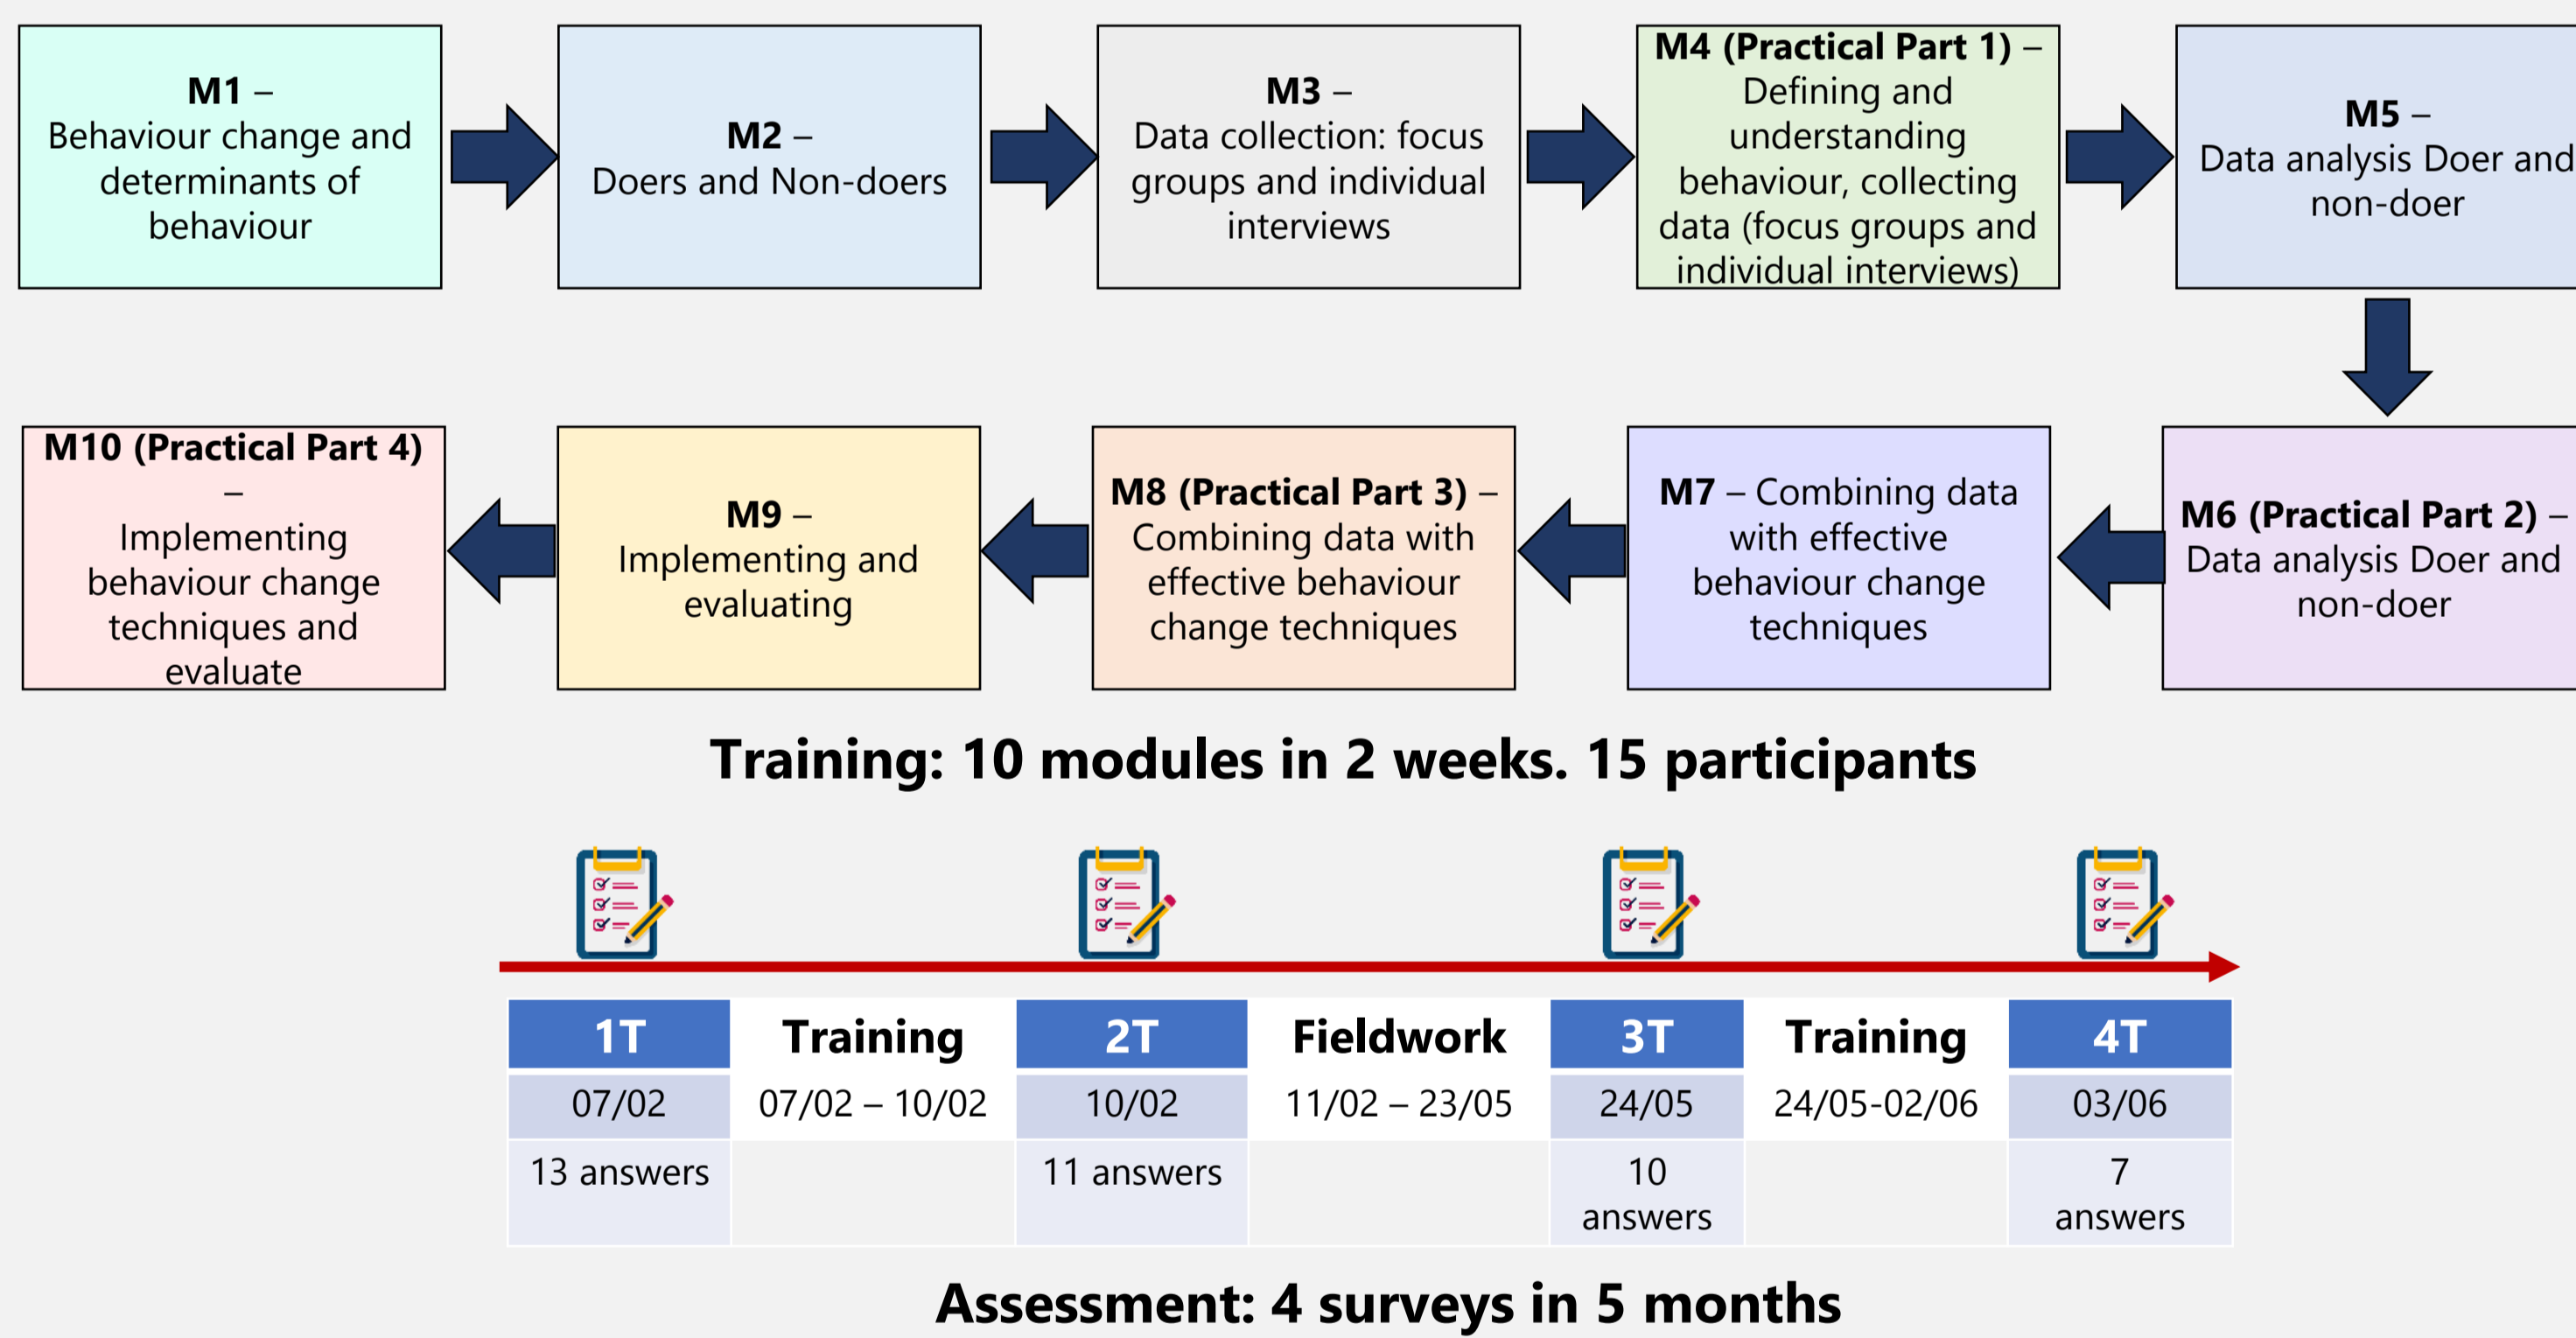 M1 –
Behaviour change and
determinants of
behaviour
M2 –
Doers and Non-doers
M3 –
Data collection: focus
groups and individual
interviews
M4 (Practical Part 1) –
Defining and
understanding
behaviour, collecting
data (focus groups and
individual interviews)
M5 –
Data analysis Doer and
non-doer
M10 (Practical Part 4)
–
Implementing
behaviour change
techniques and
evaluate
M9 –
Implementing and
evaluating
M8 (Practical Part 3) –
Combining data with
effective behaviour
change techniques
M7 – Combining data
with effective
behaviour change
techniques
M6 (Practical Part 2) –
Data analysis Doer and
non-doer
Training: 10 modules in 2 weeks. 15 participants
1T Training 2T Fieldwork 3T Training 4T
07/02 07/02 – 10/02 10/02 11/02 – 23/05 24/05 24/05-02/06 03/06
13 answers 11 answers 10 answers 7 answers
Assessment: 4 surveys in 5 months